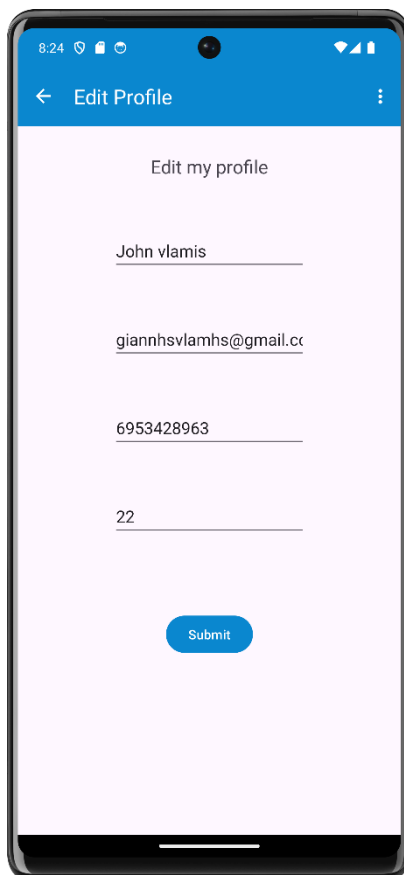 8:24
Edit Profile
Edit my profile
John vlamis
giannhsvlamhs@gmail.co
6953428963
22
Submit